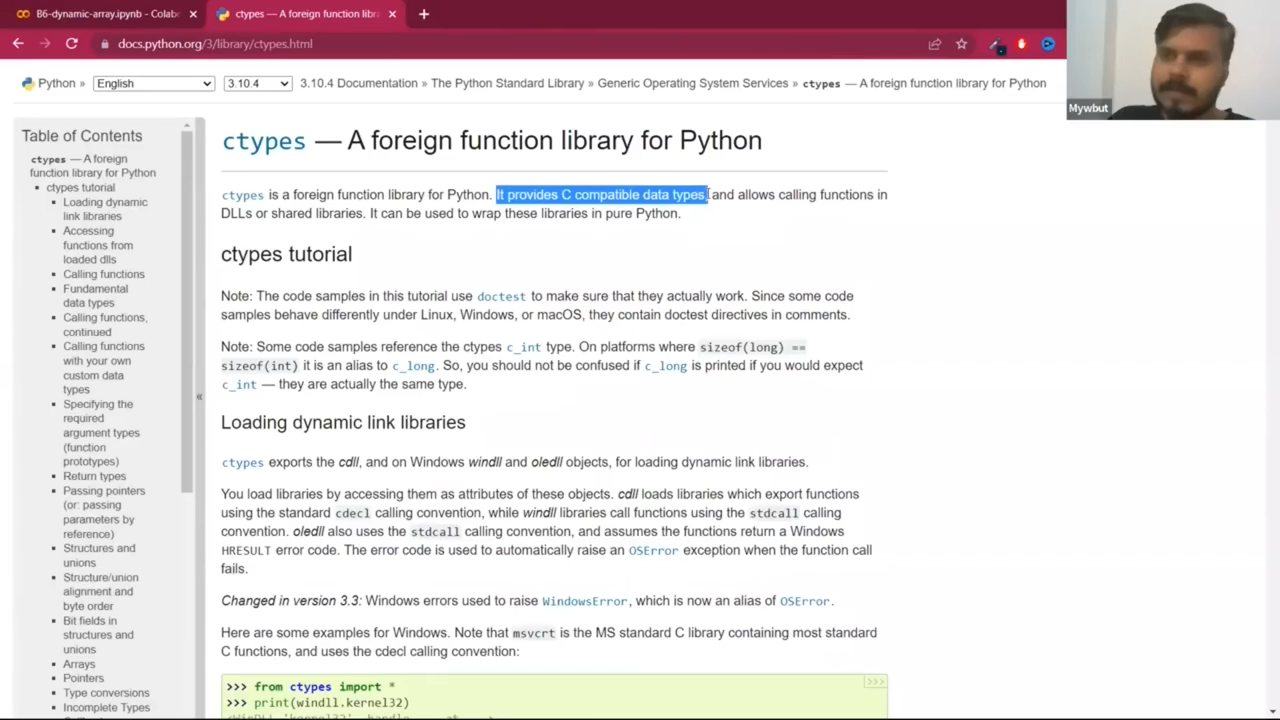 B6-dynamic-array.ipynb - Colab
ctypes — A foreign function libra
docs.python.org/3/library/ctypes.html
Mywbut
Python » English 3.10.4 3.10.4 Documentation » The Python Standard Library » Generic Operating System Services » ctypes — A foreign function library for Python
Table of Contents
ctypes — A foreign
function library for Python
ctypes tutorial
Loading dynamic
link libraries
Accessing
functions from
loaded dlls
Calling functions
Fundamental
data types
Calling functions,
continued
Calling functions
with your own
custom data
types
Specifying the
required
argument types
(function
prototypes)
Return types
Passing pointers
(or: passing
parameters by
reference)
Structures and
unions
Structure/union
alignment and
byte order
Bit fields in
structures and
unions
Arrays
Pointers
Type conversions
Incomplete Types
«
ctypes — A foreign function library for Python
ctypes is a foreign function library for Python. It provides C compatible data types, and allows calling functions in
DLLs or shared libraries. It can be used to wrap these libraries in pure Python.
ctypes tutorial
Note: The code samples in this tutorial use doctest to make sure that they actually work. Since some code
samples behave differently under Linux, Windows, or macOS, they contain doctest directives in comments.
Note: Some code samples reference the ctypes c_int type. On platforms where sizeof(long) ==
sizeof(int) it is an alias to c_long. So, you should not be confused if c_long is printed if you would expect
c_int — they are actually the same type.
Loading dynamic link libraries
ctypes exports the cdll, and on Windows windll and oledll objects, for loading dynamic link libraries.
You load libraries by accessing them as attributes of these objects. cdll loads libraries which export functions
using the standard cdecl calling convention, while windll libraries call functions using the stdcall calling
convention. oledll also uses the stdcall calling convention, and assumes the functions return a Windows
HRESULT error code. The error code is used to automatically raise an OSError exception when the function call
fails.
Changed in version 3.3: Windows errors used to raise WindowsError, which is now an alias of OSError.
Here are some examples for Windows. Note that msvcrt is the MS standard C library containing most standard
C functions, and uses the cdecl calling convention:
>>>
>>> from ctypes import *
>>> print(windll.kernel32)